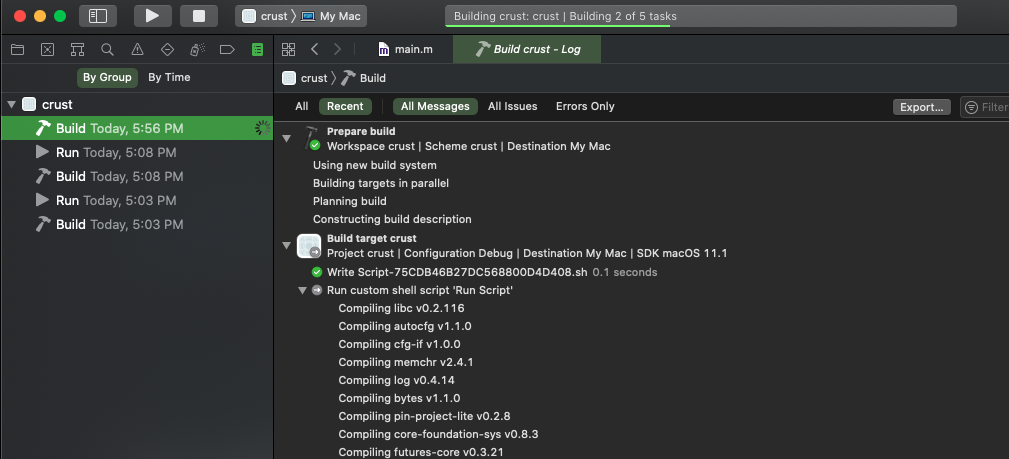 crust 〉 My Mac
Building crust: crust | Building 2 of 5 tasks
main.m
Build crust - Log
By Group
By Time
crust 〉 Build
crust
All
Recent
All Messages
All Issues
Errors Only
Export...
Filter
Build Today, 5:56 PM
Run Today, 5:08 PM
Build Today, 5:08 PM
Run Today, 5:03 PM
Build Today, 5:03 PM
Prepare build
Workspace crust | Scheme crust | Destination My Mac
Using new build system
Building targets in parallel
Planning build
Constructing build description
Build target crust
Project crust | Configuration Debug | Destination My Mac | SDK macOS 11.1
Write Script-75CDB46B27DC568800D4D408.sh 0.1 seconds
Run custom shell script 'Run Script'
Compiling libc v0.2.116
Compiling autocfg v1.1.0
Compiling cfg-if v1.0.0
Compiling memchr v2.4.1
Compiling log v0.4.14
Compiling bytes v1.1.0
Compiling pin-project-lite v0.2.8
Compiling core-foundation-sys v0.8.3
Compiling futures-core v0.3.21